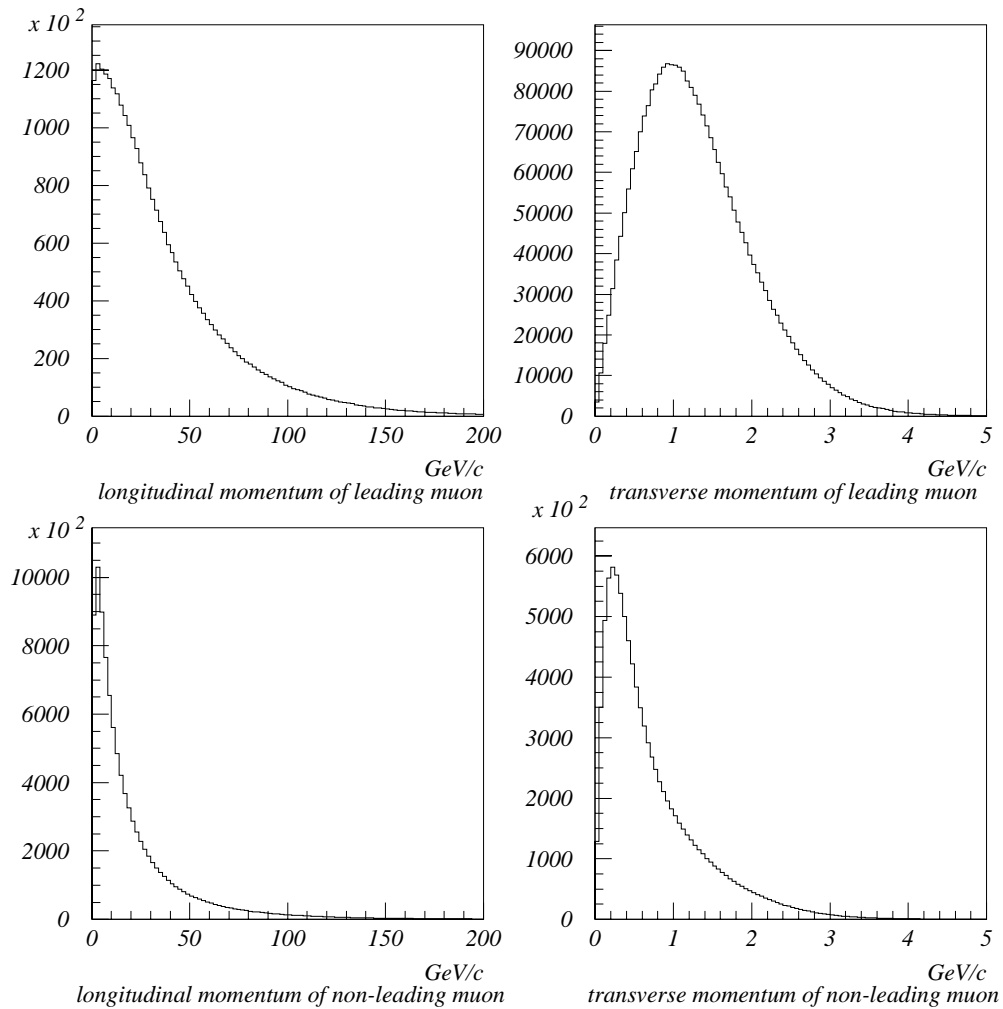 x 10 2
1200
1000
800
600
400
200
0
0 50 100 150 200
GeV/c
longitudinal momentum of leading muon
90000
80000
70000
60000
50000
40000
30000
20000
10000
0
0 1 2 3 4 5
GeV/c
transverse momentum of leading muon
x 10 2
10000
8000
6000
4000
2000
0
0 50 100 150 200
GeV/c
longitudinal momentum of non-leading muon
x 10 2
6000
5000
4000
3000
2000
1000
0
0 1 2 3 4 5
GeV/c
transverse momentum of non-leading muon